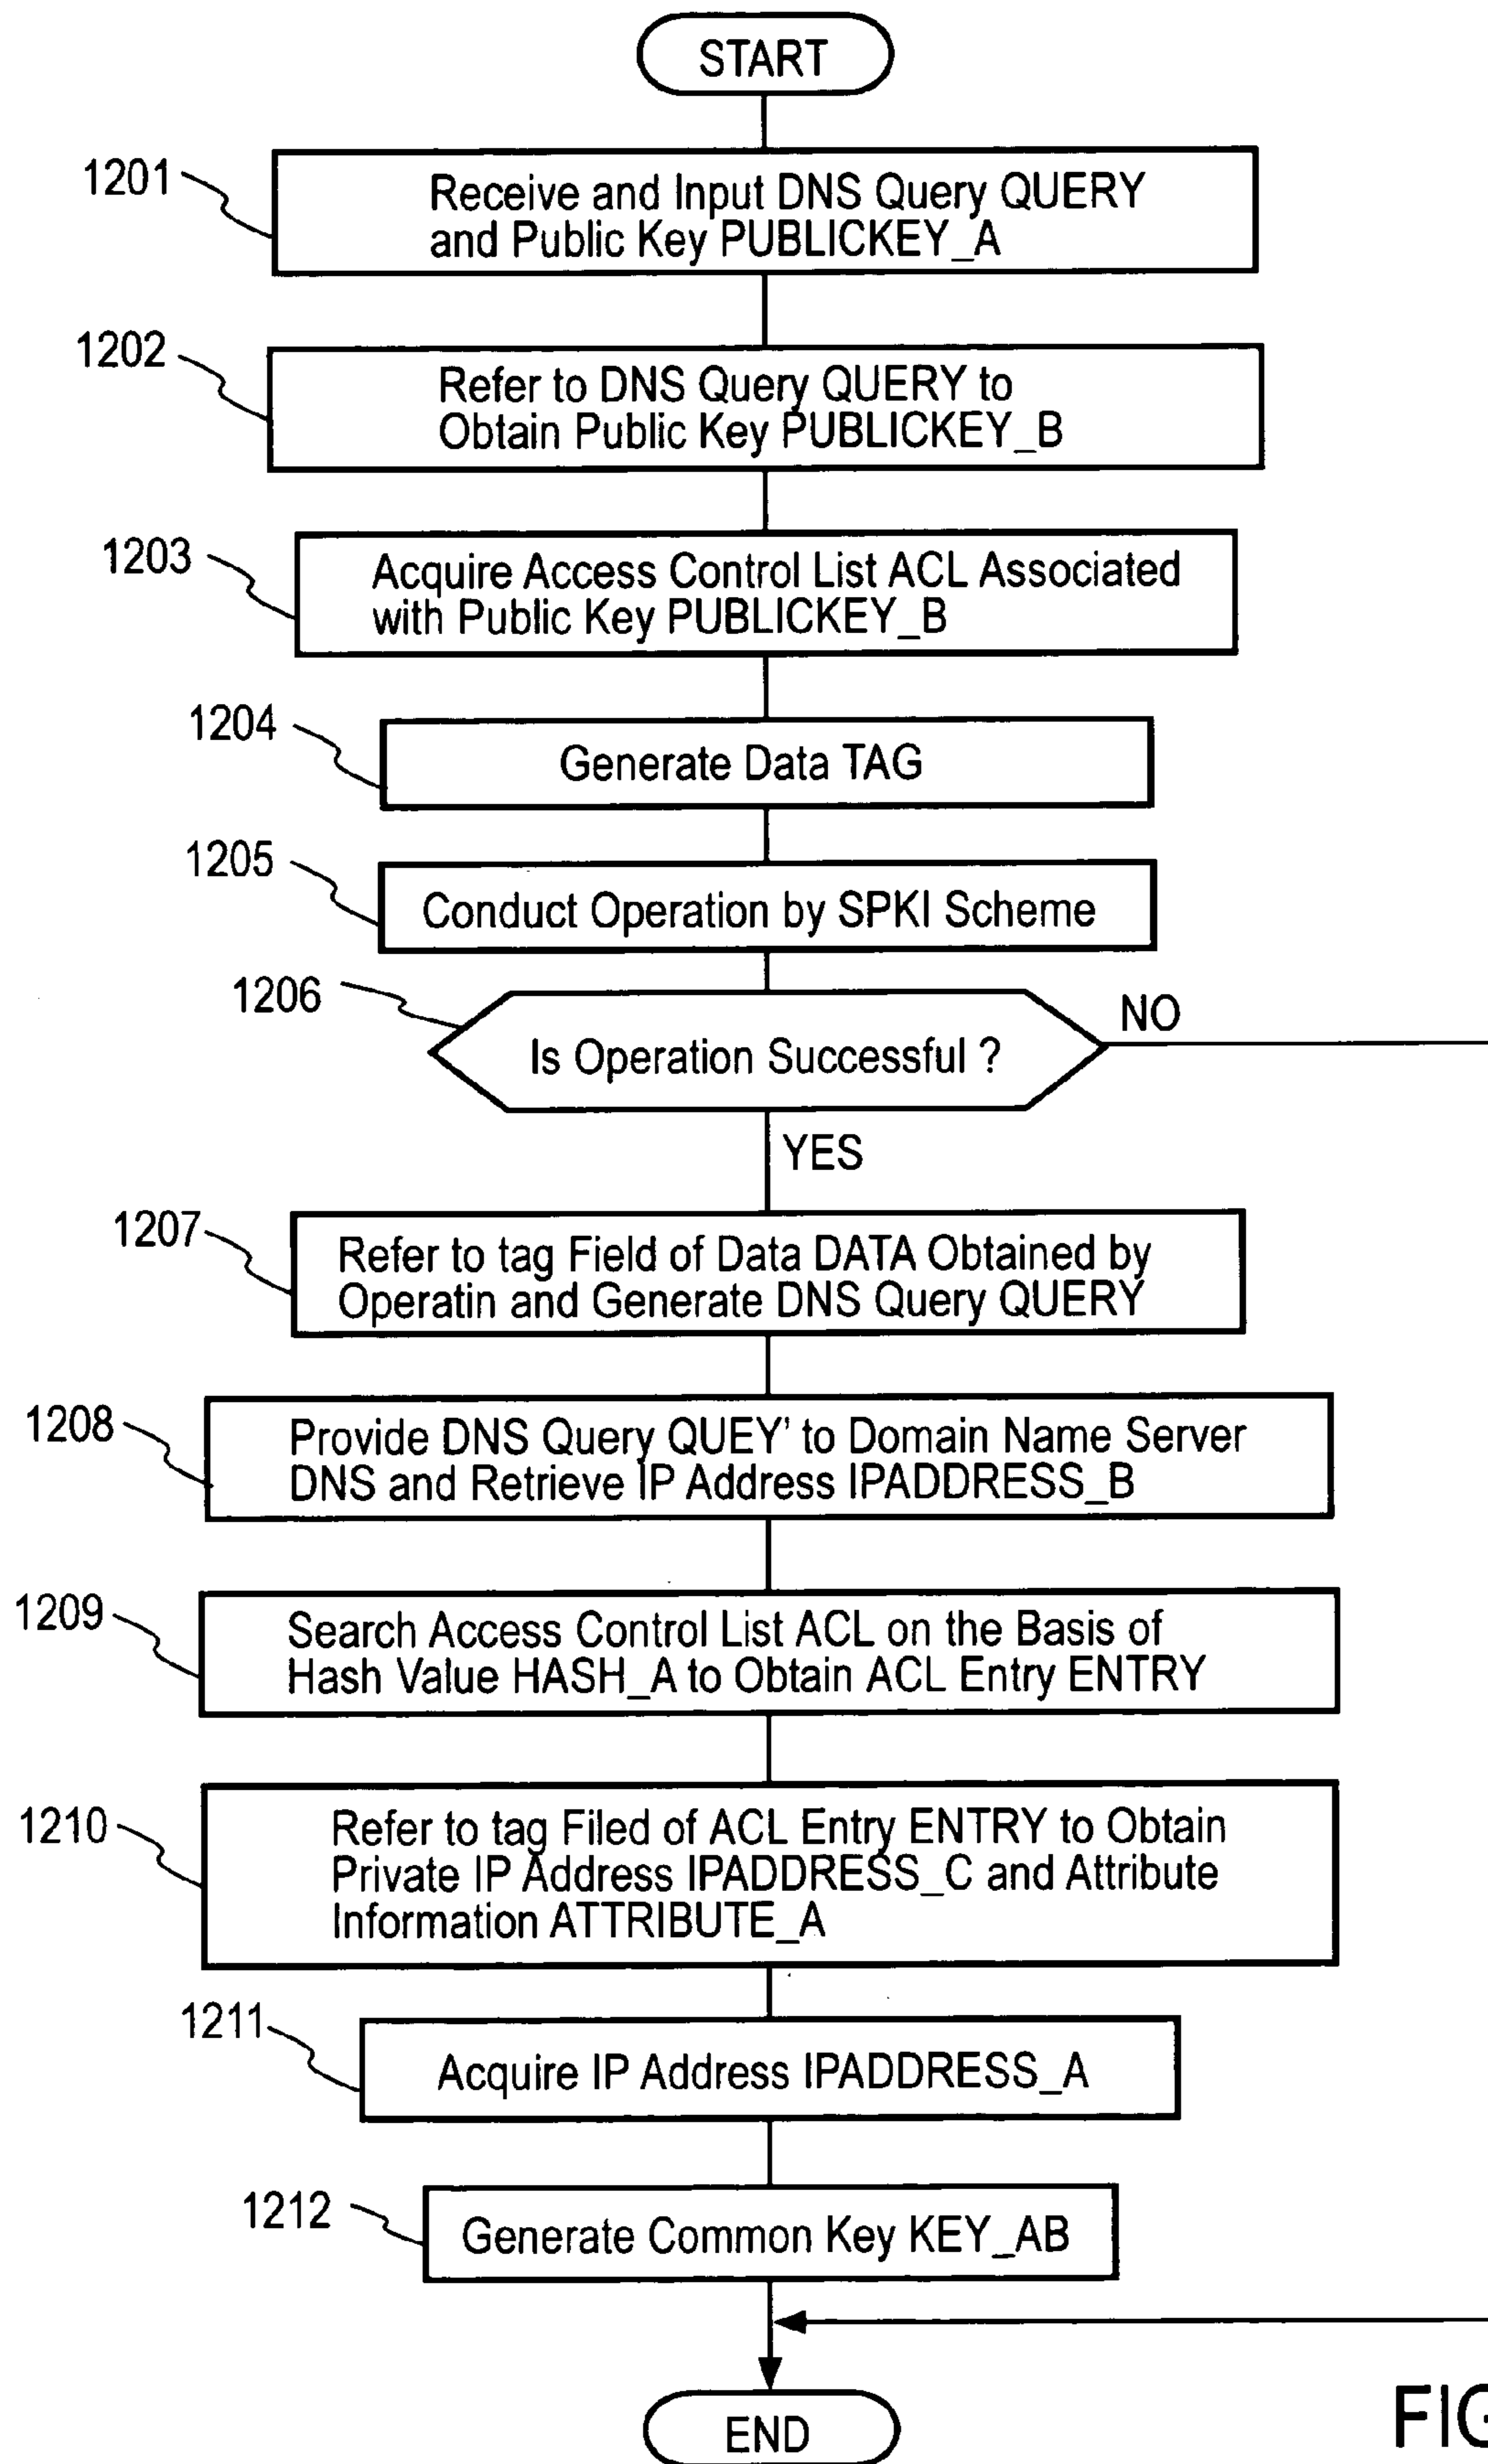 START
1201
Receive and Input DNS Query QUERY
and Public Key PUBLICKEY_A
1202
Refer to DNS Query QUERY to
Obtain Public Key PUBLICKEY_B
1203
Acquire Access Control List ACL Associated
with Public Key PUBLICKEY_B
1204
Generate Data TAG
1205
Conduct Operation by SPKI Scheme
1206
Is Operation Successful ?
NO
YES
1207
Refer to tag Field of Data DATA Obtained by
Operatin and Generate DNS Query QUERY
1208
Provide DNS Query QUEY' to Domain Name Server
DNS and Retrieve IP Address IPADDRESS_B
1209
Search Access Control List ACL on the Basis of
Hash Value HASH_A to Obtain ACL Entry ENTRY
1210
Refer to tag Filed of ACL Entry ENTRY to Obtain
Private IP Address IPADDRESS_C and Attribute
Information ATTRIBUTE_A
1211
Acquire IP Address IPADDRESS_A
1212
Generate Common Key KEY_AB
END
FIG